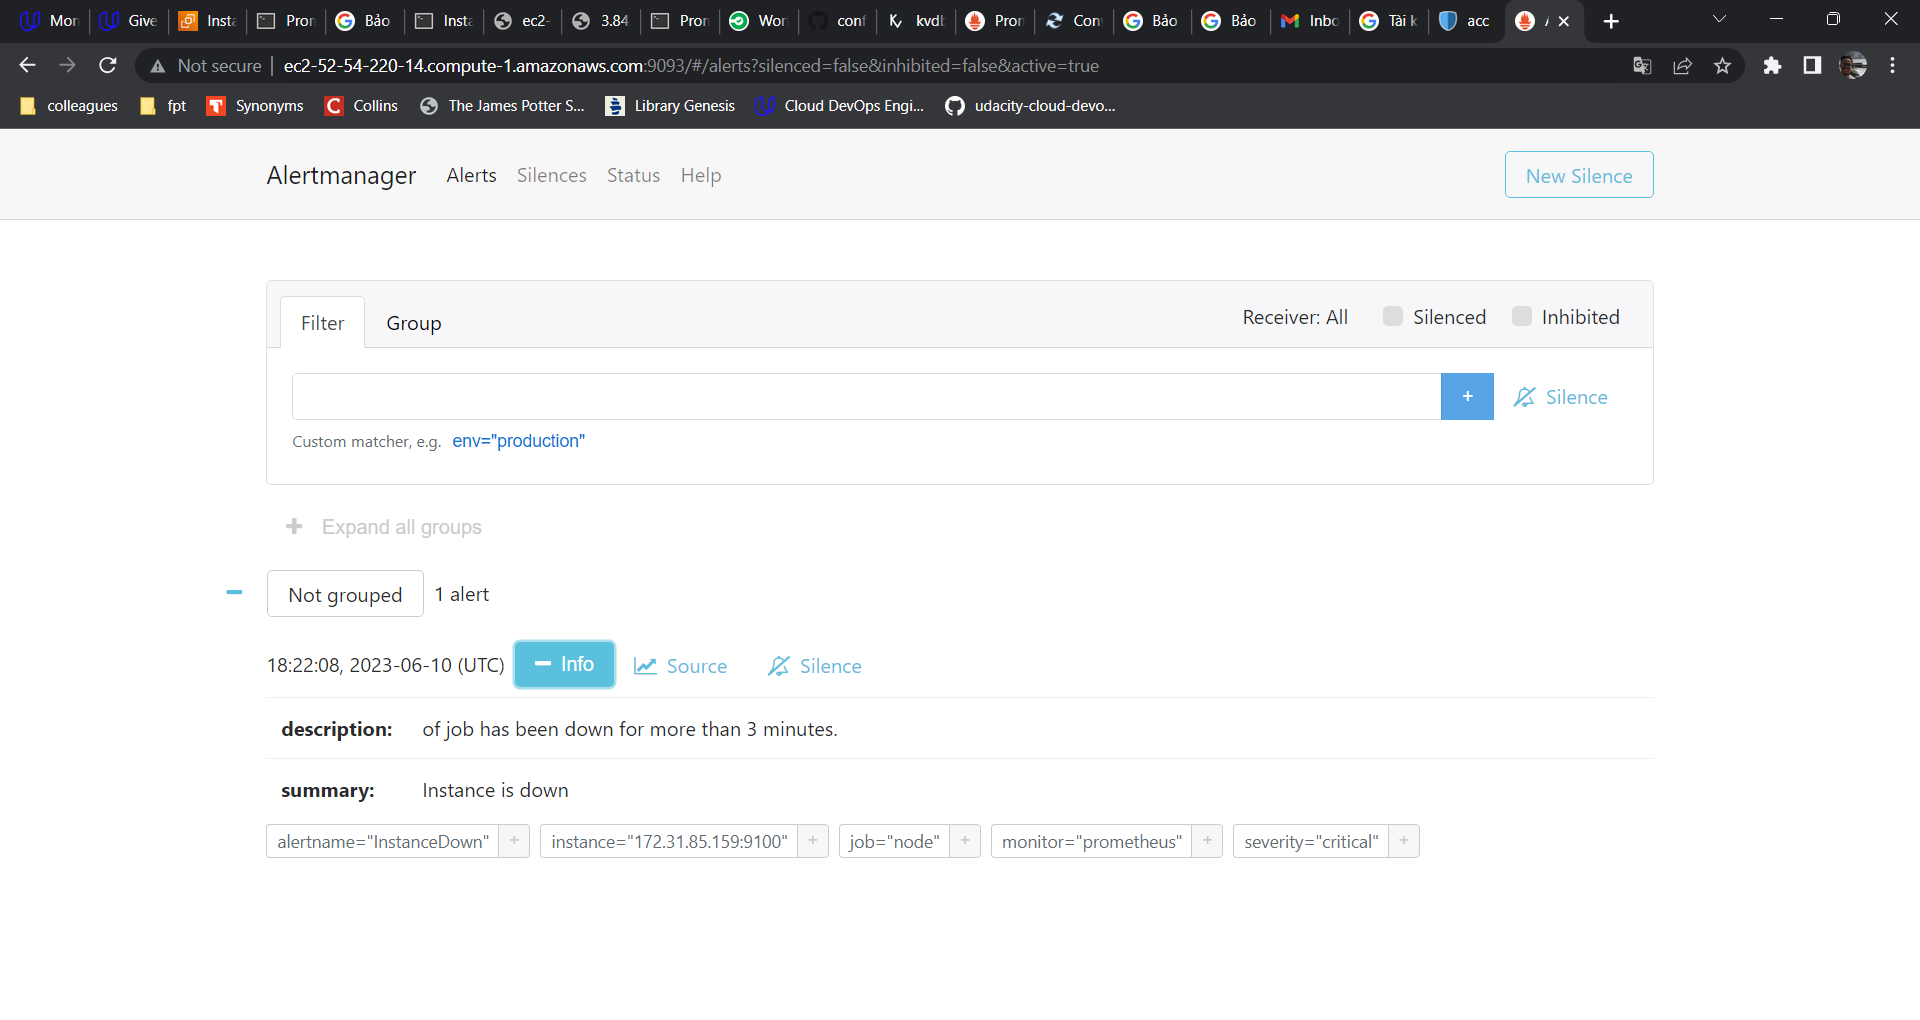 Mon Give Insta Pron Bảo Insta ec2- 3.84 Pron Wor conf kvdb Pron Con Bảo Bảo Inbo Tài k acc
Not secure ec2-52-54-220-14.compute-1.amazonaws.com:9093/#/alerts?silenced=false&inhibited=false&active=true
colleagues fpt Synonyms Collins The James Potter S... Library Genesis Cloud DevOps Engi... udacity-cloud-devo...
Alertmanager Alerts Silences Status Help New Silence
Filter Group Receiver: All Silenced Inhibited
+ Silence
Custom matcher, e.g. env="production"
+ Expand all groups
Not grouped 1 alert
18:22:08, 2023-06-10 (UTC) Info Source Silence
description: of job has been down for more than 3 minutes.
summary: Instance is down
alertname="InstanceDown" + instance="172.31.85.159:9100" + job="node" + monitor="prometheus" + severity="critical" +